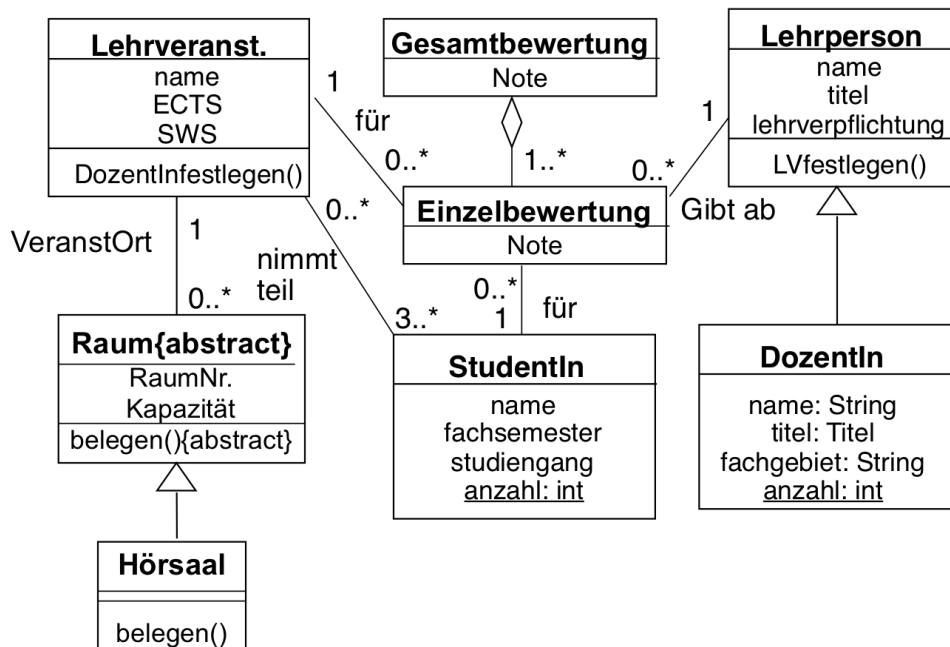 Lehrveranst.
name
ECTS
SWS
DozentInfestlegen()
Gesamtbewertung
Note
Lehrperson
name
titel
lehrverpflichtung
LVfestlegen()
1
für
0..*
1..*
0..*
1
Gibt ab
Einzelbewertung
Note
VeranstOrt
1
0..*
0..*
nimmt
teil
3..*
0..*
1
für
Raum{abstract}
RaumNr.
Kapazität
belegen(){abstract}
StudentIn
name
fachsemester
studiengang
anzahl: int
DozentIn
name: String
titel: Titel
fachgebiet: String
anzahl: int
Hörsaal
belegen()